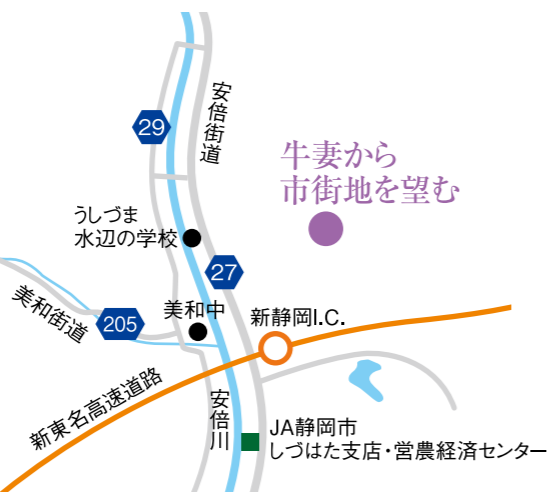 安倍街道
29
牛妻から
市街地を望む
うしづま
水辺の学校
27
美和街道
205
美和中
新静岡I.C.
新東名高速道路
安倍川
JA静岡市
しづはた支店・営農経済センター